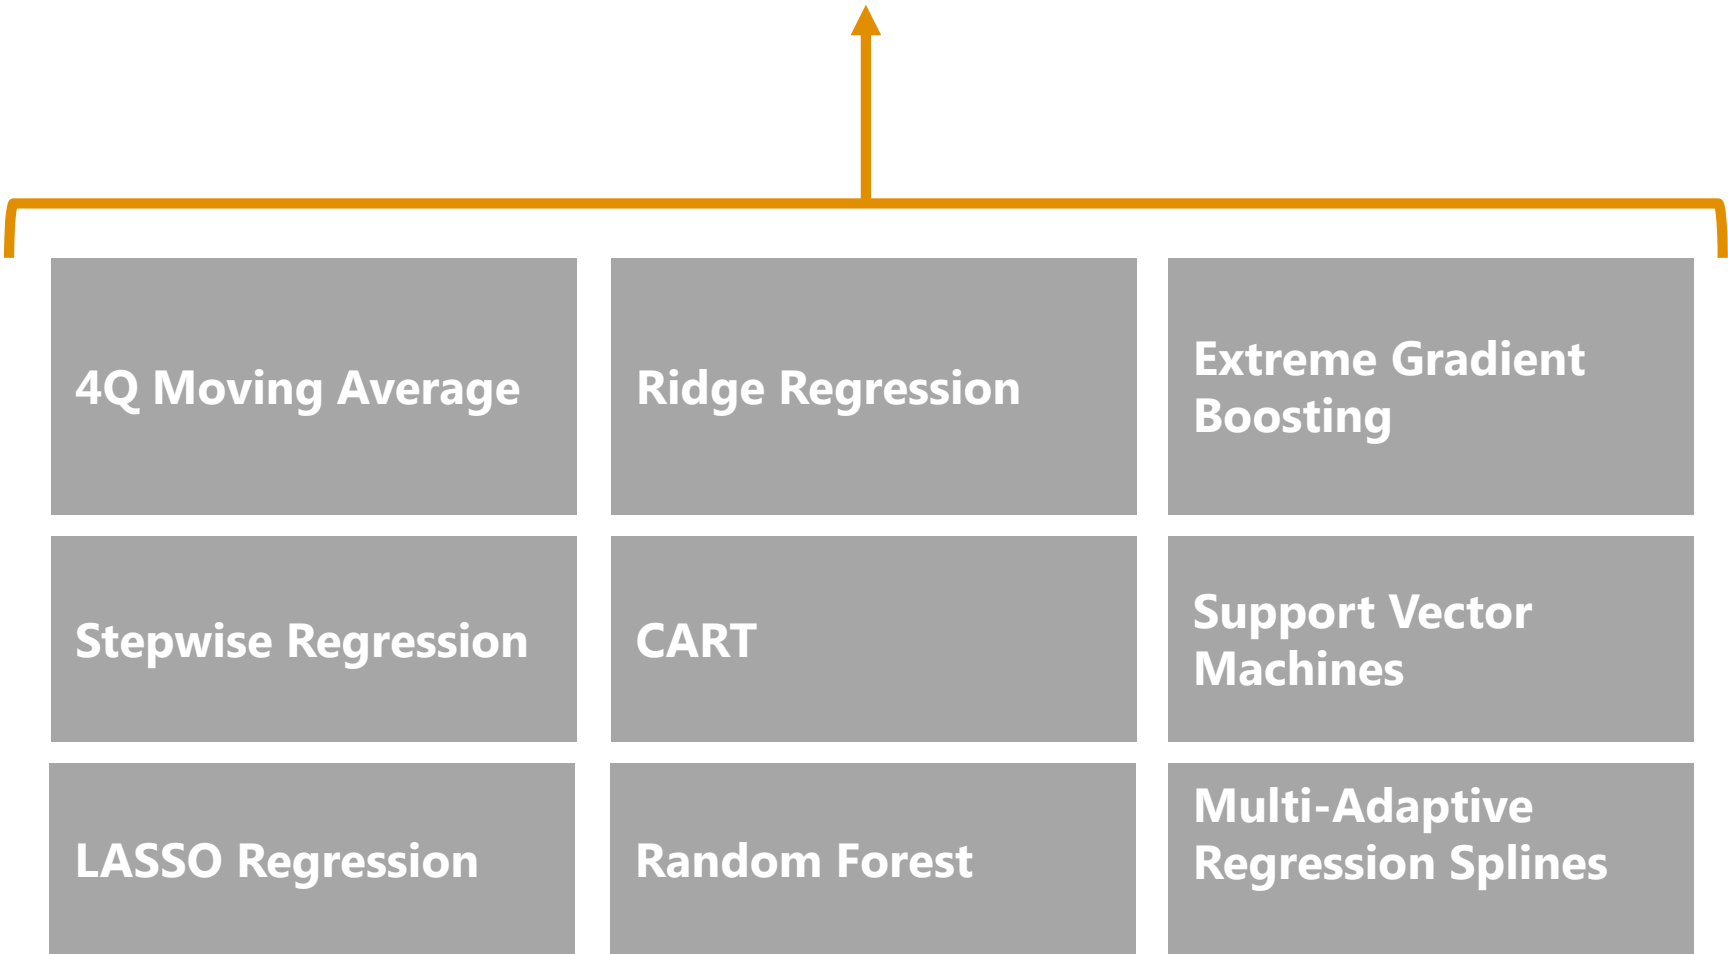 4Q Moving Average
Ridge Regression
Extreme Gradient
Boosting
Stepwise Regression
CART
Support Vector
Machines
LASSO Regression
Random Forest
Multi-Adaptive
Regression Splines